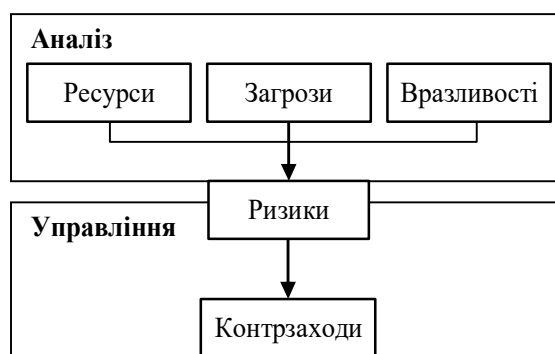 Аналіз
Ресурси Загрози Вразливості
Ризики
Управління
Контрзаходи